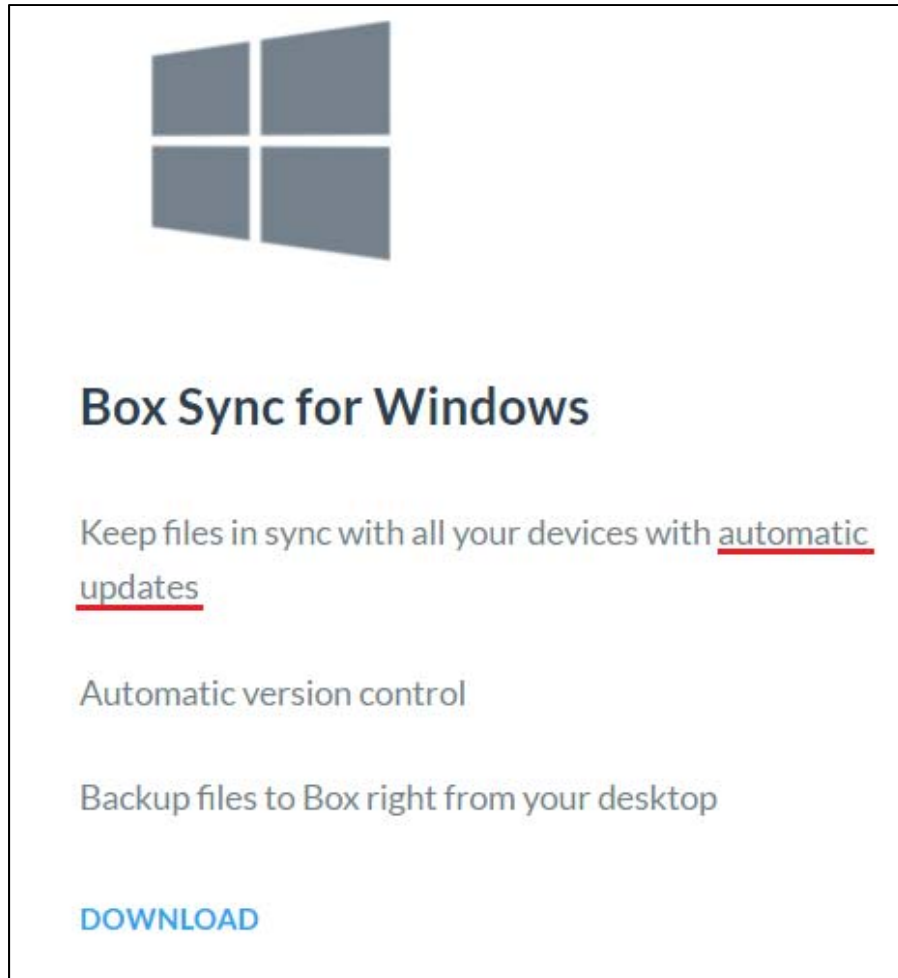 Box Sync for Windows
Keep files in sync with all your devices with automatic
updates
Automatic version control
Backup files to Box right from your desktop
DOWNLOAD